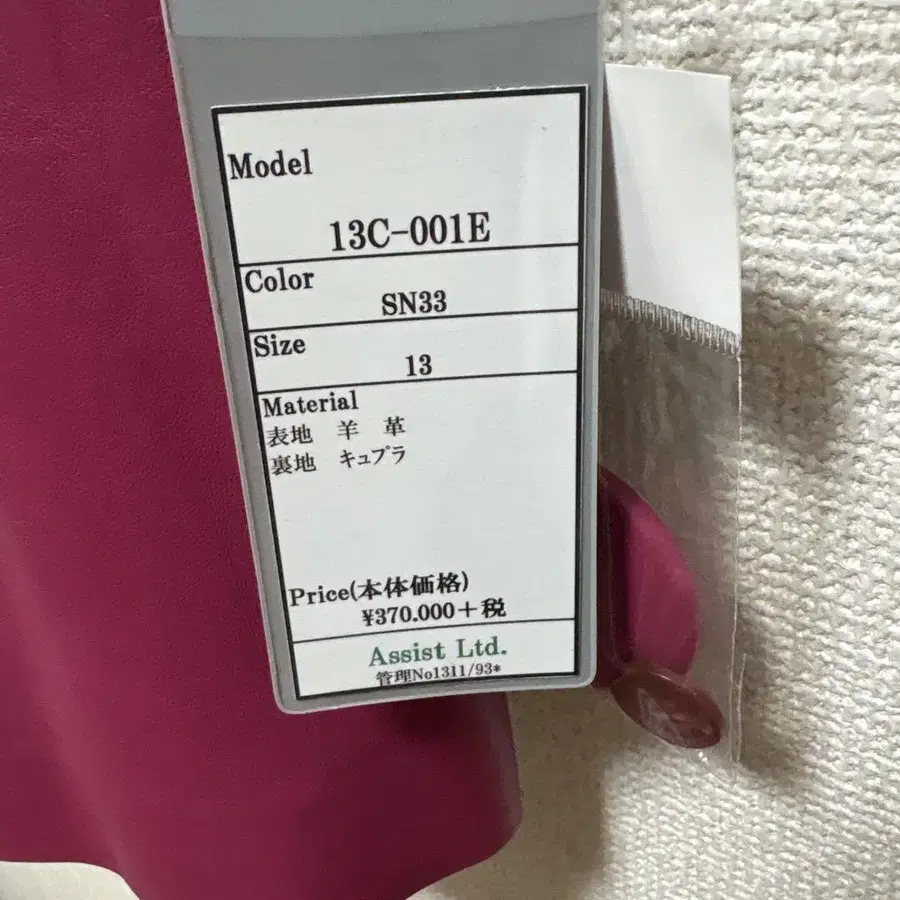 Model
13C-001E
Color
SN33
Size
13
Material
表地 羊 革
裏地 キュプラ
Price(本体価格)
¥370.000+税
Assist Ltd.
管理No1311/93*